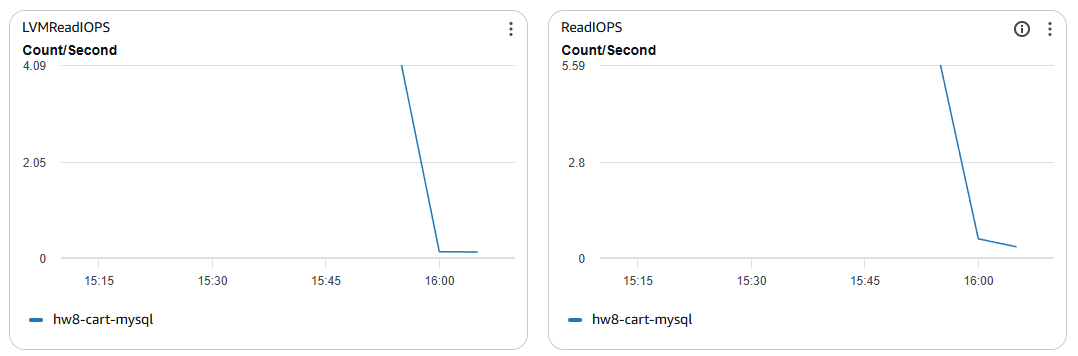 LVMReadIOPS
Count/Second
4.09
2.05
0
15:15 15:30 15:45 16:00
hw8-cart-mysql
ReadIOPS
Count/Second
5.59
2.8
0
15:15 15:30 15:45 16:00
hw8-cart-mysql